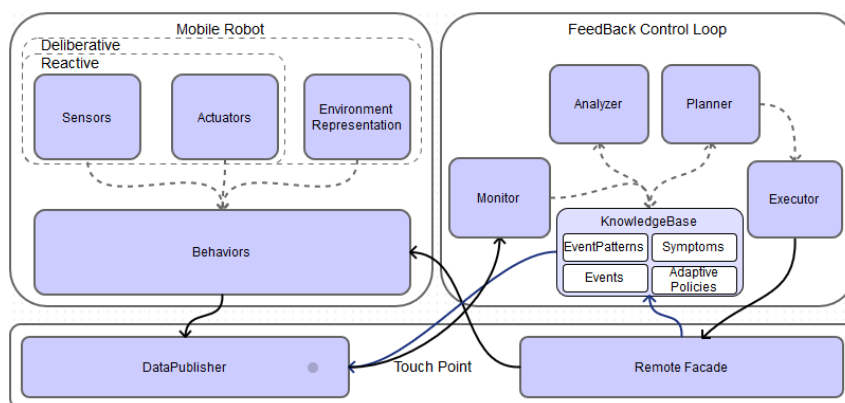 Mobile Robot
Deliberative
Reactive
Sensors
Actuators
Environment
Representation
Behaviors
FeedBack Control Loop
Analyzer
Planner
Monitor
Executor
KnowledgeBase
EventPatterns
Symptoms
Events
Adaptive
Policies
DataPublisher
Touch Point
Remote Facade